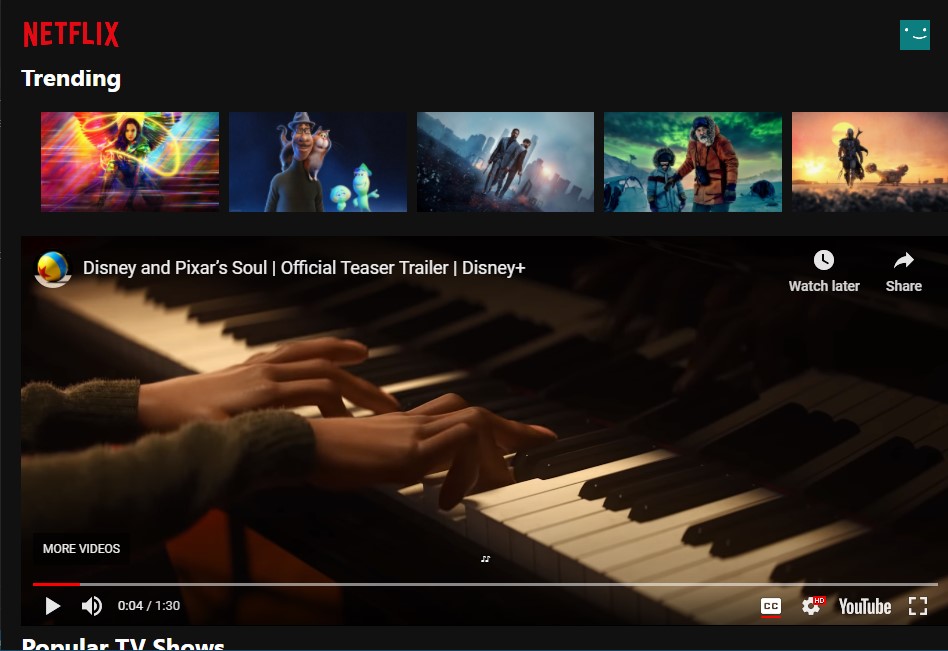 NETFLIX
Trending
Disney and Pixar’s Soul | Official Teaser Trailer | Disney+
Watch later
Share
MORE VIDEOS
0:04 / 1:30
CC
HD
YouTube
Popular TV Shows